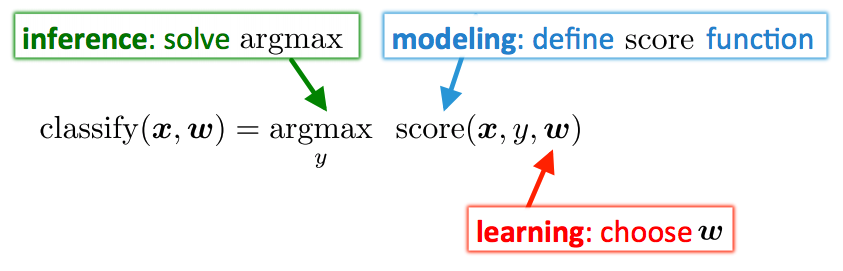 inference: solve argmax
modeling: define score function
classify(x, w) = argmax score(x, y, w)
y
learning: choose w